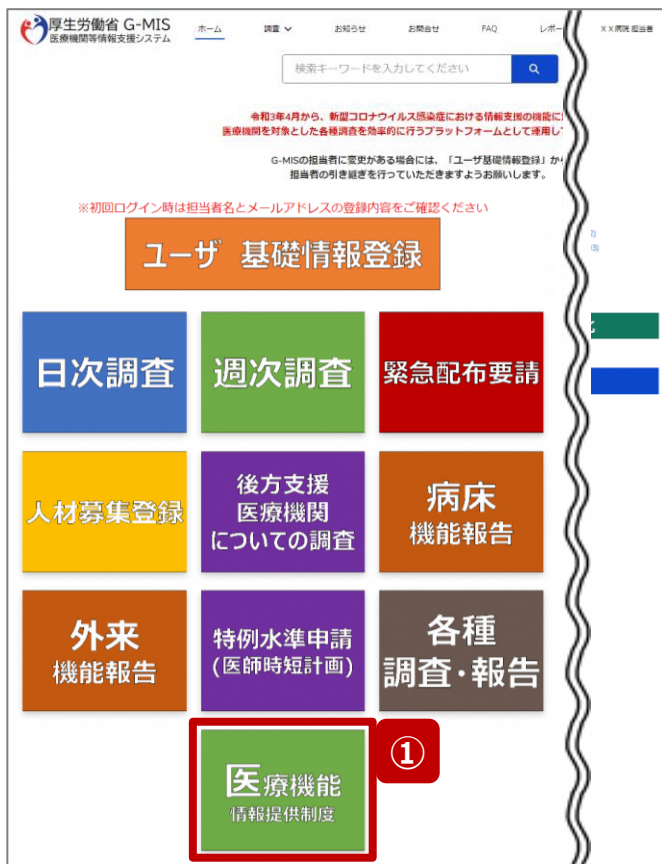 厚生労働省 G-MIS
医療機関等情報支援システム
ホーム 調査 お知らせ お問合せ FAQ レポー
XX病院 担当者
検索キーワードを入力してください
令和3年4月から、新型コロナウイルス感染症における情報支援の機能に
医療機関を対象とした各種調査を効率的に行うプラットフォームとして運用し
G-MISの担当者に変更がある場合には、「ユーザ基礎情報登録」か
担当者の引き継ぎを行っていただきますようお願いします。
※初回ログイン時は担当者名とメールアドレスの登録内容をご確認ください
ユーザ 基礎情報登録
日次調査
週次調査
緊急配布要請
人材募集登録
後方支援
医療機関
についての調査
病床
機能報告
外来
機能報告
特例水準申請
(医師時短計画)
各種
調査・報告
①
医療機能
情報提供制度